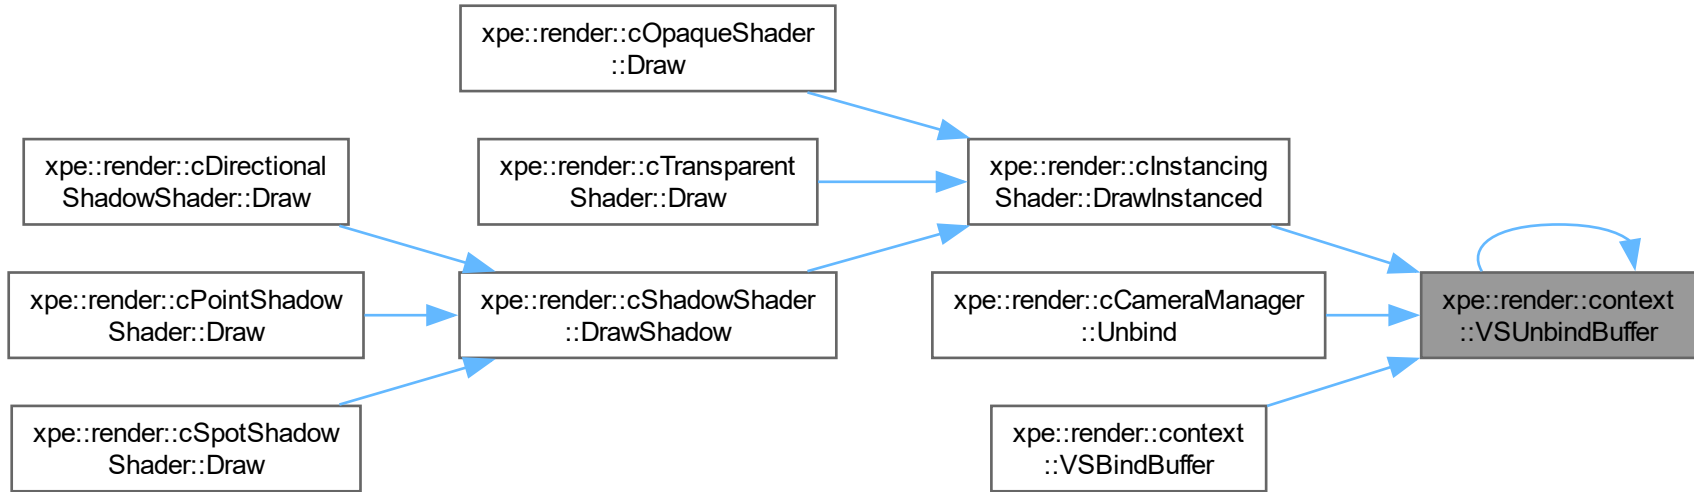 xpe::render::cOpaqueShader
::Draw
xpe::render::cDirectional
ShadowShader::Draw
xpe::render::cTransparent
Shader::Draw
xpe::render::cInstancing
Shader::DrawInstanced
xpe::render::cPointShadow
Shader::Draw
xpe::render::cShadowShader
::DrawShadow
xpe::render::cCameraManager
::Unbind
xpe::render::context
::VSUnbindBuffer
xpe::render::cSpotShadow
Shader::Draw
xpe::render::context
::VSBindBuffer